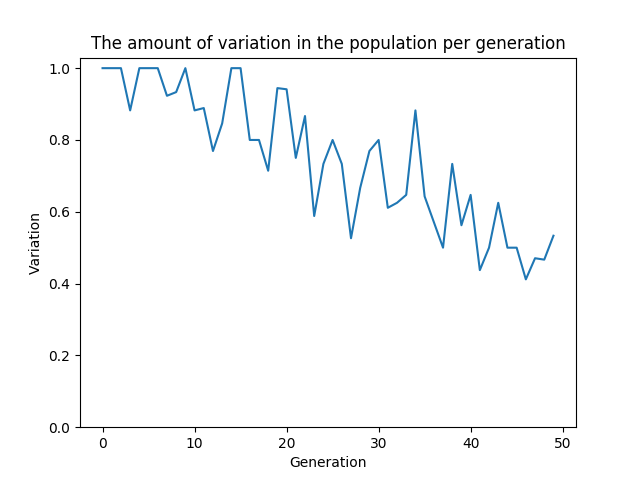 The amount of variation in the population per generation
1.0
0.8
0.6
0.4
0.2
0.0
Variation
0 10 20 30 40 50
Generation